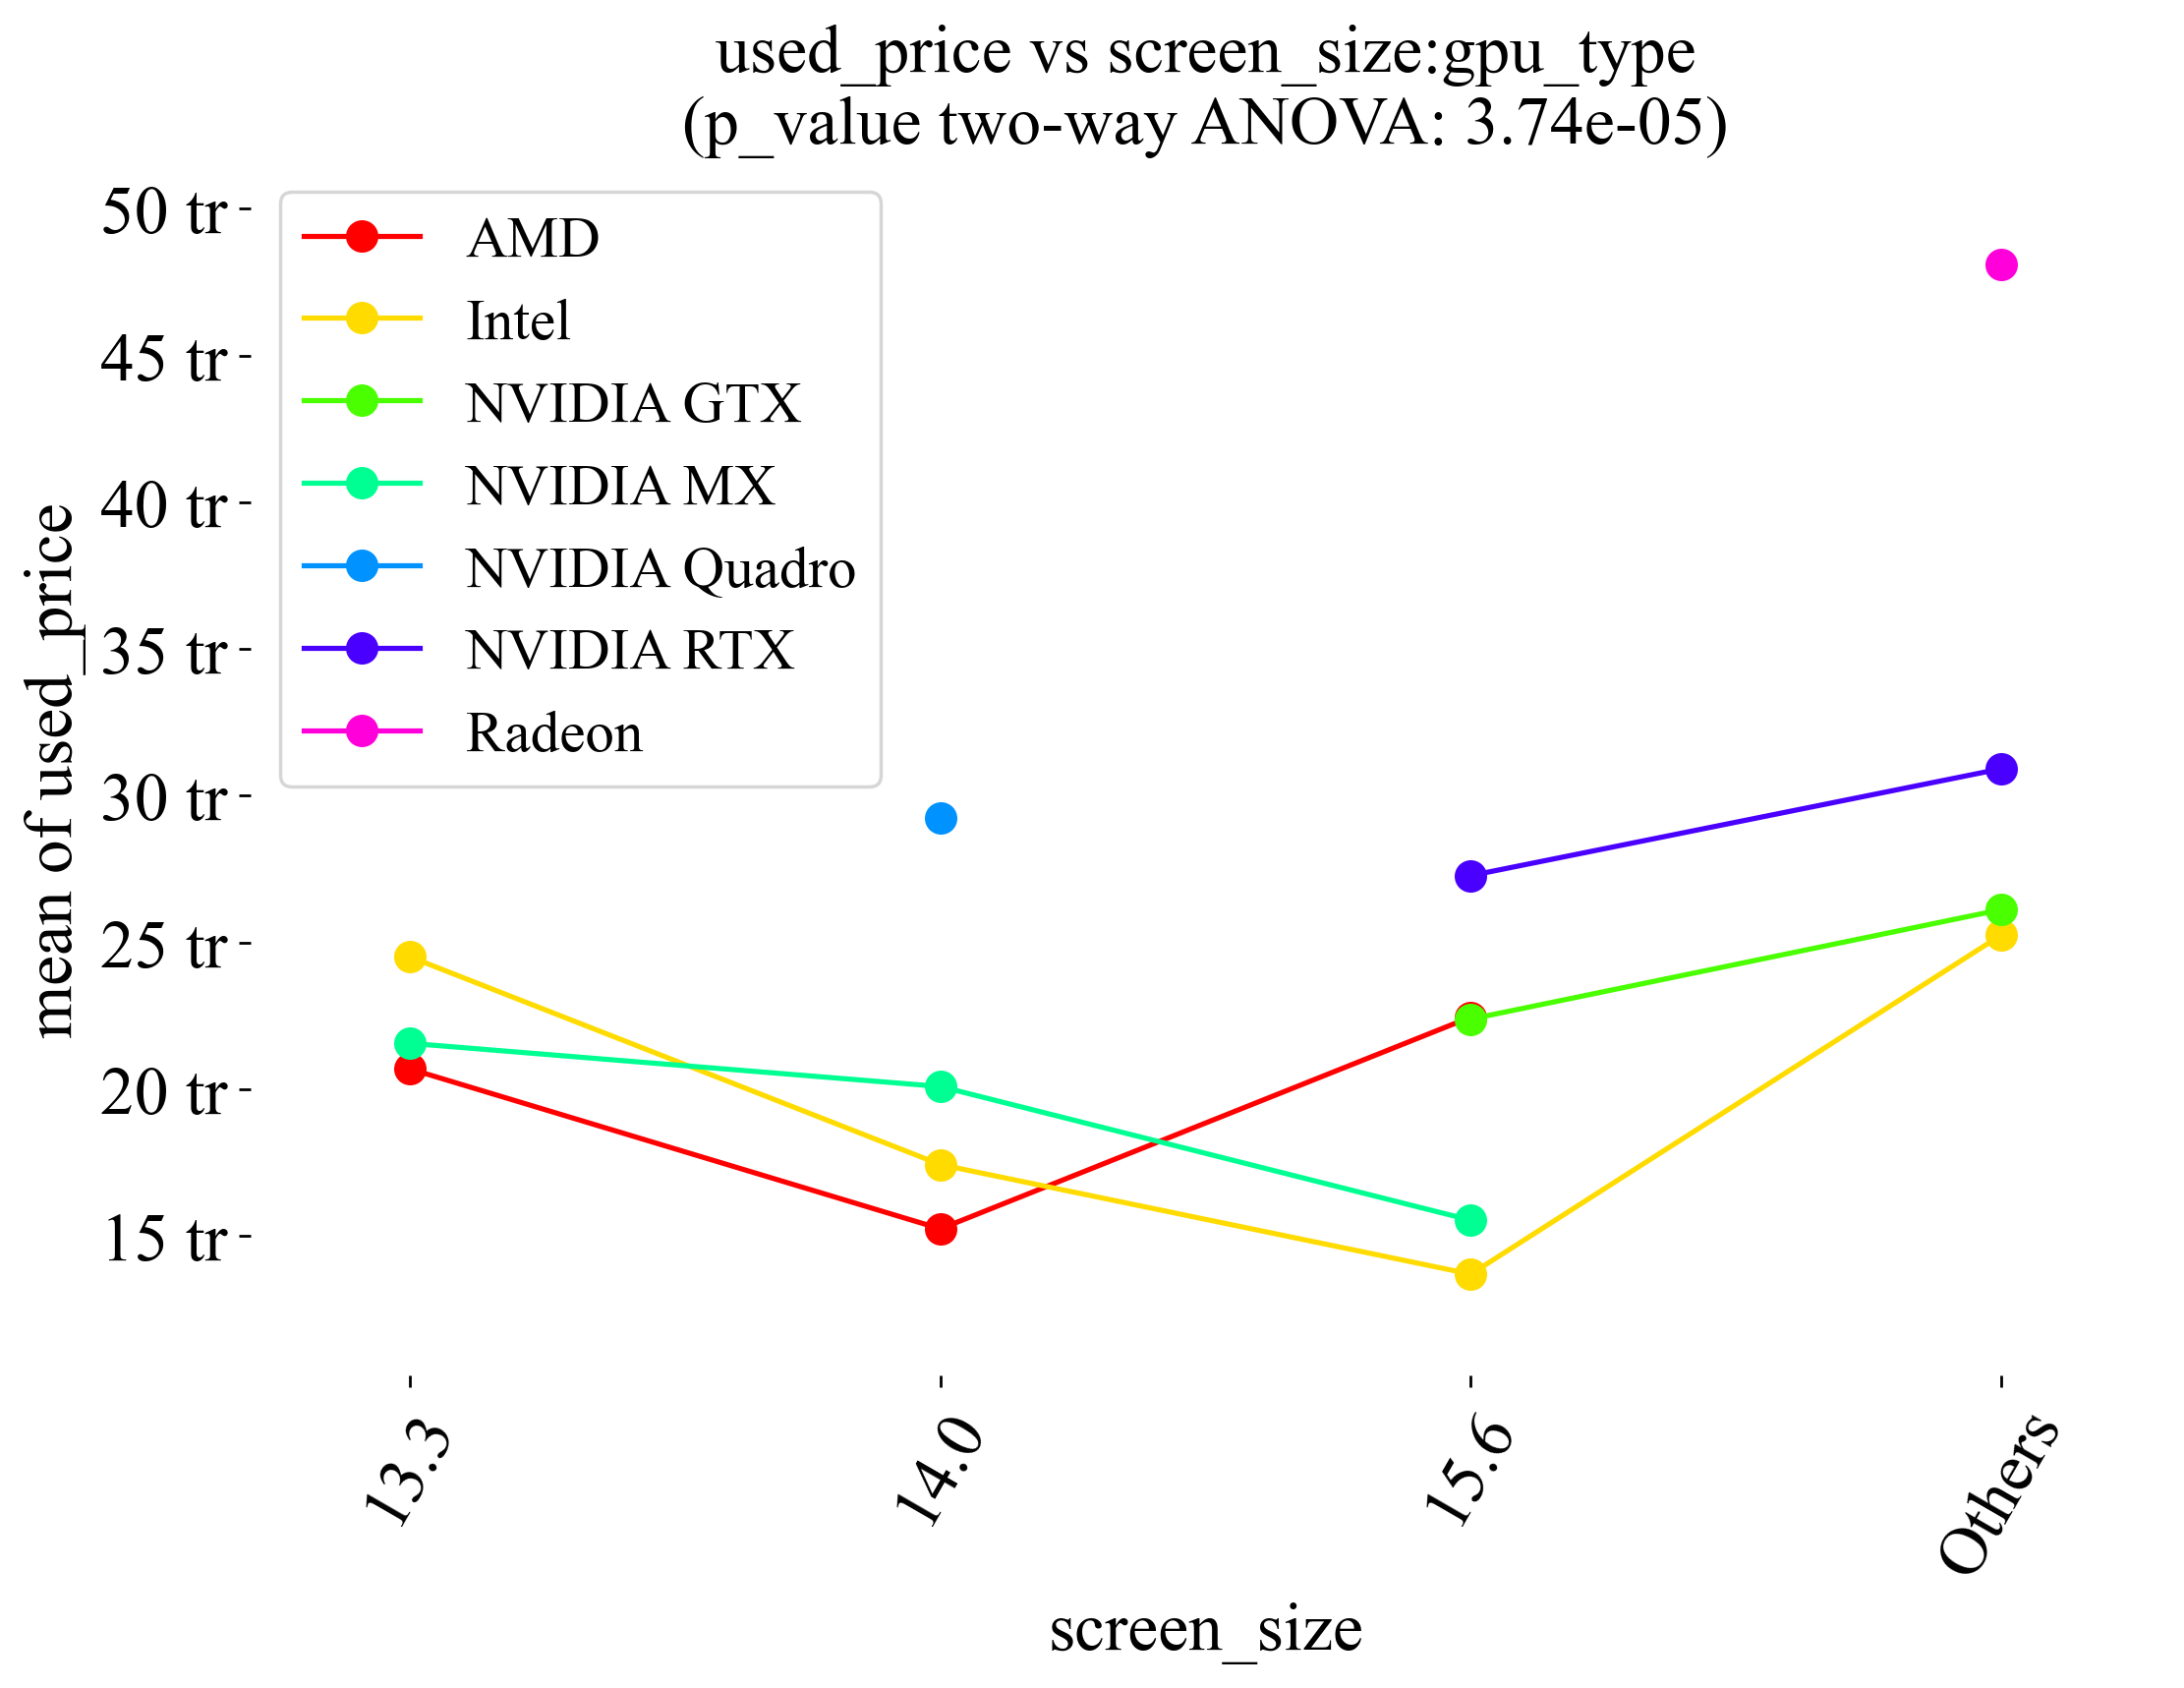 used_price vs screen_size:gpu_type
(p_value two-way ANOVA: 3.74e-05)
mean of used_price
50 tr
45 tr
40 tr
35 tr
30 tr
25 tr
20 tr
15 tr
AMD
Intel
NVIDIA GTX
NVIDIA MX
NVIDIA Quadro
NVIDIA RTX
Radeon
13.3
14.0
15.6
Others
screen_size